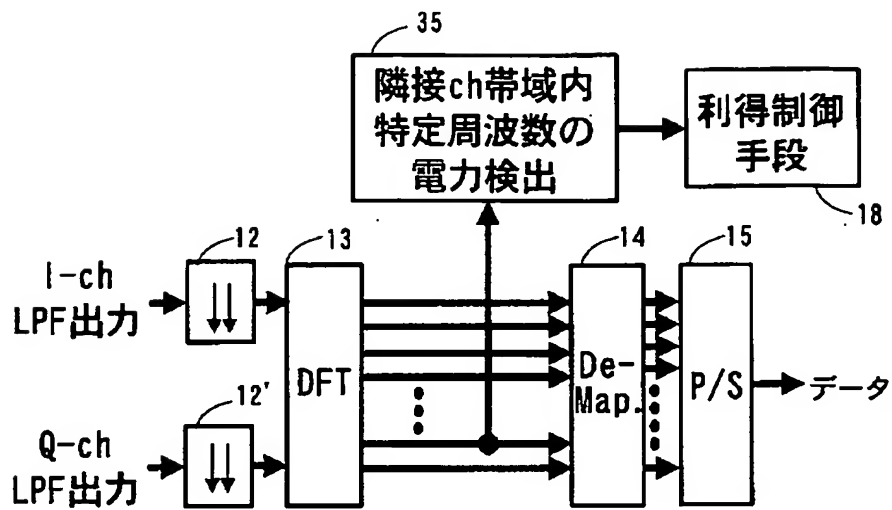 35
隣接ch帯域内
特定周波数の
電力検出
利得制御
手段
18
I-ch
LPF出力
12
13
DFT
14
De-
Map.
15
P/S
データ
Q-ch
LPF出力
12'